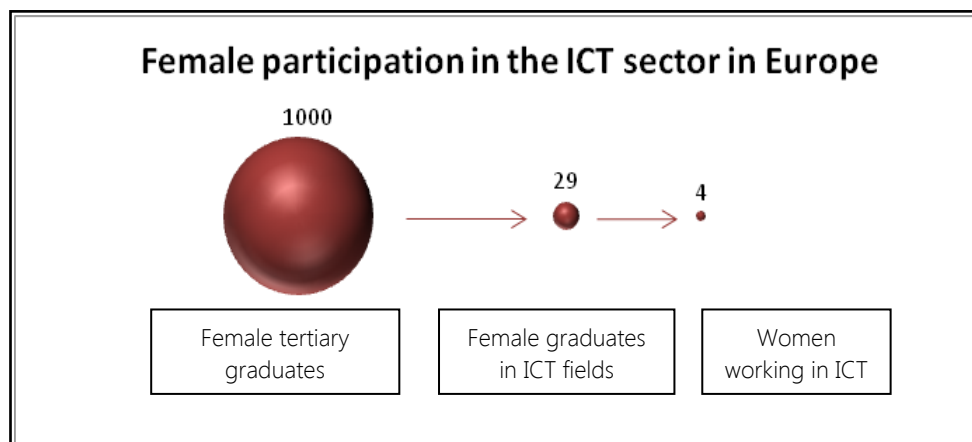 Female participation in the ICT sector in Europe
1000
29
4
Female tertiary
graduates
Female graduates
in ICT fields
Women
working in ICT